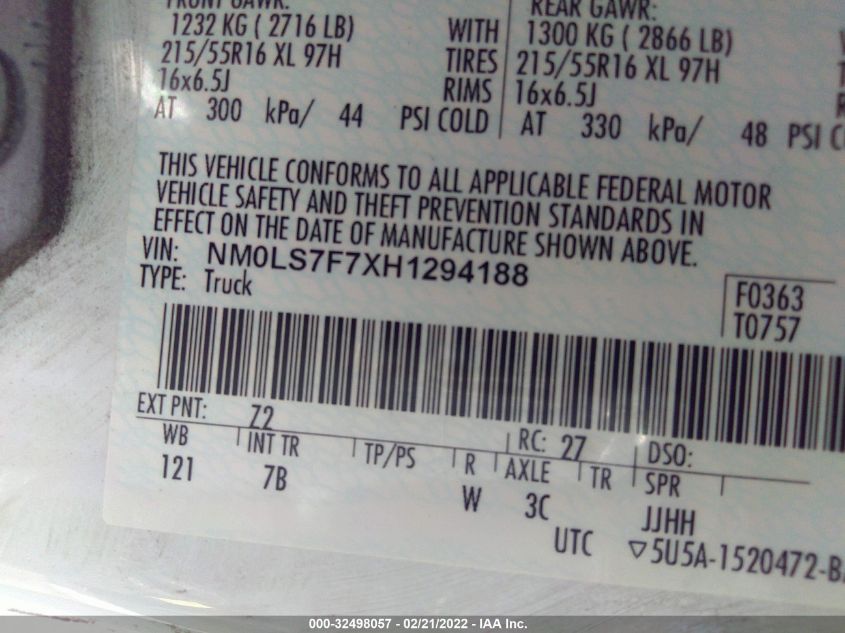 FRONT GAWR: REAR GAWR:
1232 KG ( 2716 LB) WITH 1300 KG ( 2866 LB)
215/55R16 XL 97H TIRES 215/55R16 XL 97H
16x6.5J RIMS 16x6.5J
AT 300 kPa/ 44 PSI COLD AT 330 kPa/ 48 PSI
THIS VEHICLE CONFORMS TO ALL APPLICABLE FEDERAL MOTOR
VEHICLE SAFETY AND THEFT PREVENTION STANDARDS IN
EFFECT ON THE DATE OF MANUFACTURE SHOWN ABOVE.
VIN: NM0LS7F7XH1294188
TYPE: Truck
F0363
T0757
EXT PNT: Z2 RC: 27 DSO:
WB INT TR TP/PS R AXLE TR SPR
121 7B W 3C JJHH
UTC ▽5U5A-1520472-B
000-32498057 - 02/21/2022 - IAA Inc.